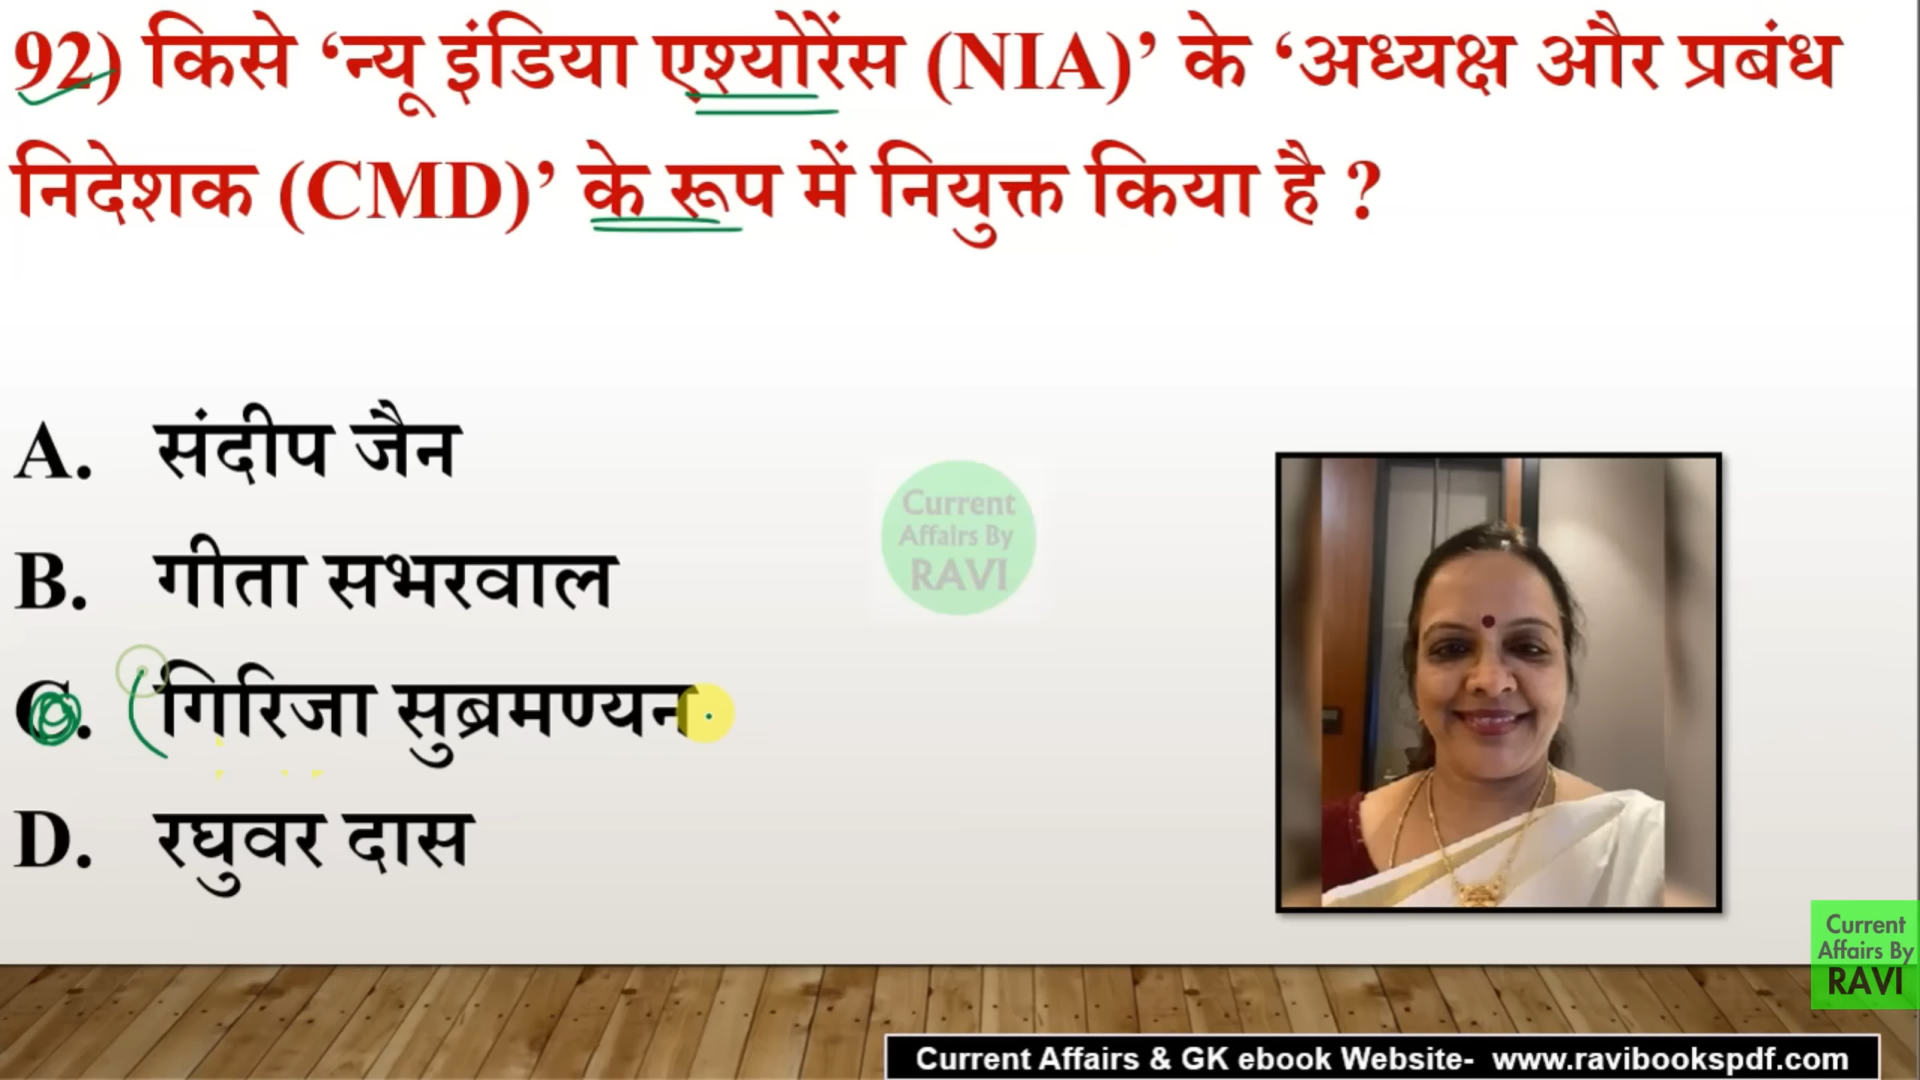 92) किसे ‘न्यू इंडिया एश्योरेंस (NIA)’ के ‘अध्यक्ष और प्रबंध
निदेशक (CMD)’ के रूप में नियुक्त किया है ?
A. संदीप जैन
B. गीता सभरवाल
C. गिरिजा सुब्रमण्यन
D. रघुवर दास
Current
Affairs By
RAVI
Current
Affairs By
RAVI
Current Affairs & GK ebook Website- www.ravibookspdf.com